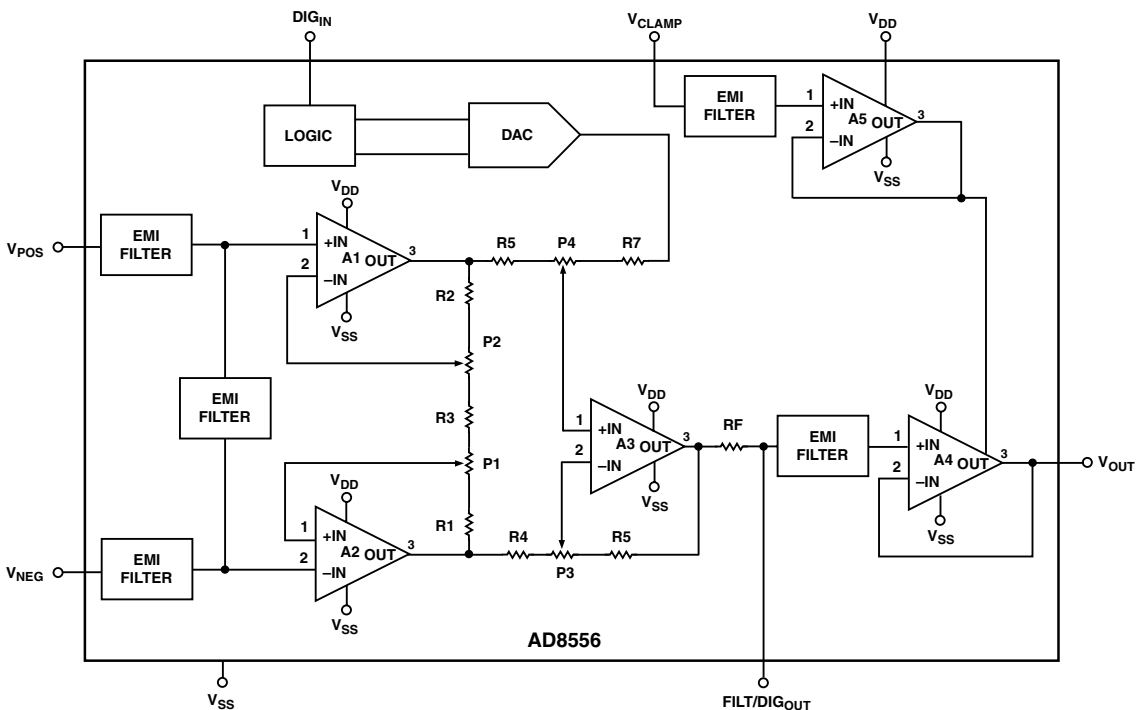 DIGIN
VCLAMP
VDD
LOGIC
DAC
EMI
FILTER
1
2
+IN
–IN
A5
OUT
3
VSS
VPOS
EMI
FILTER
VDD
1
2
+IN
–IN
A1
OUT
3
VSS
R5
P4
R7
R2
P2
EMI
FILTER
R3
P1
R1
VDD
1
2
+IN
–IN
A3
OUT
3
VSS
RF
EMI
FILTER
VDD
1
2
+IN
–IN
A4
OUT
3
VSS
VOUT
VNEG
EMI
FILTER
VDD
1
2
+IN
–IN
A2
OUT
3
VSS
R4
P3
R5
AD8556
VSS
FILT/DIGOUT